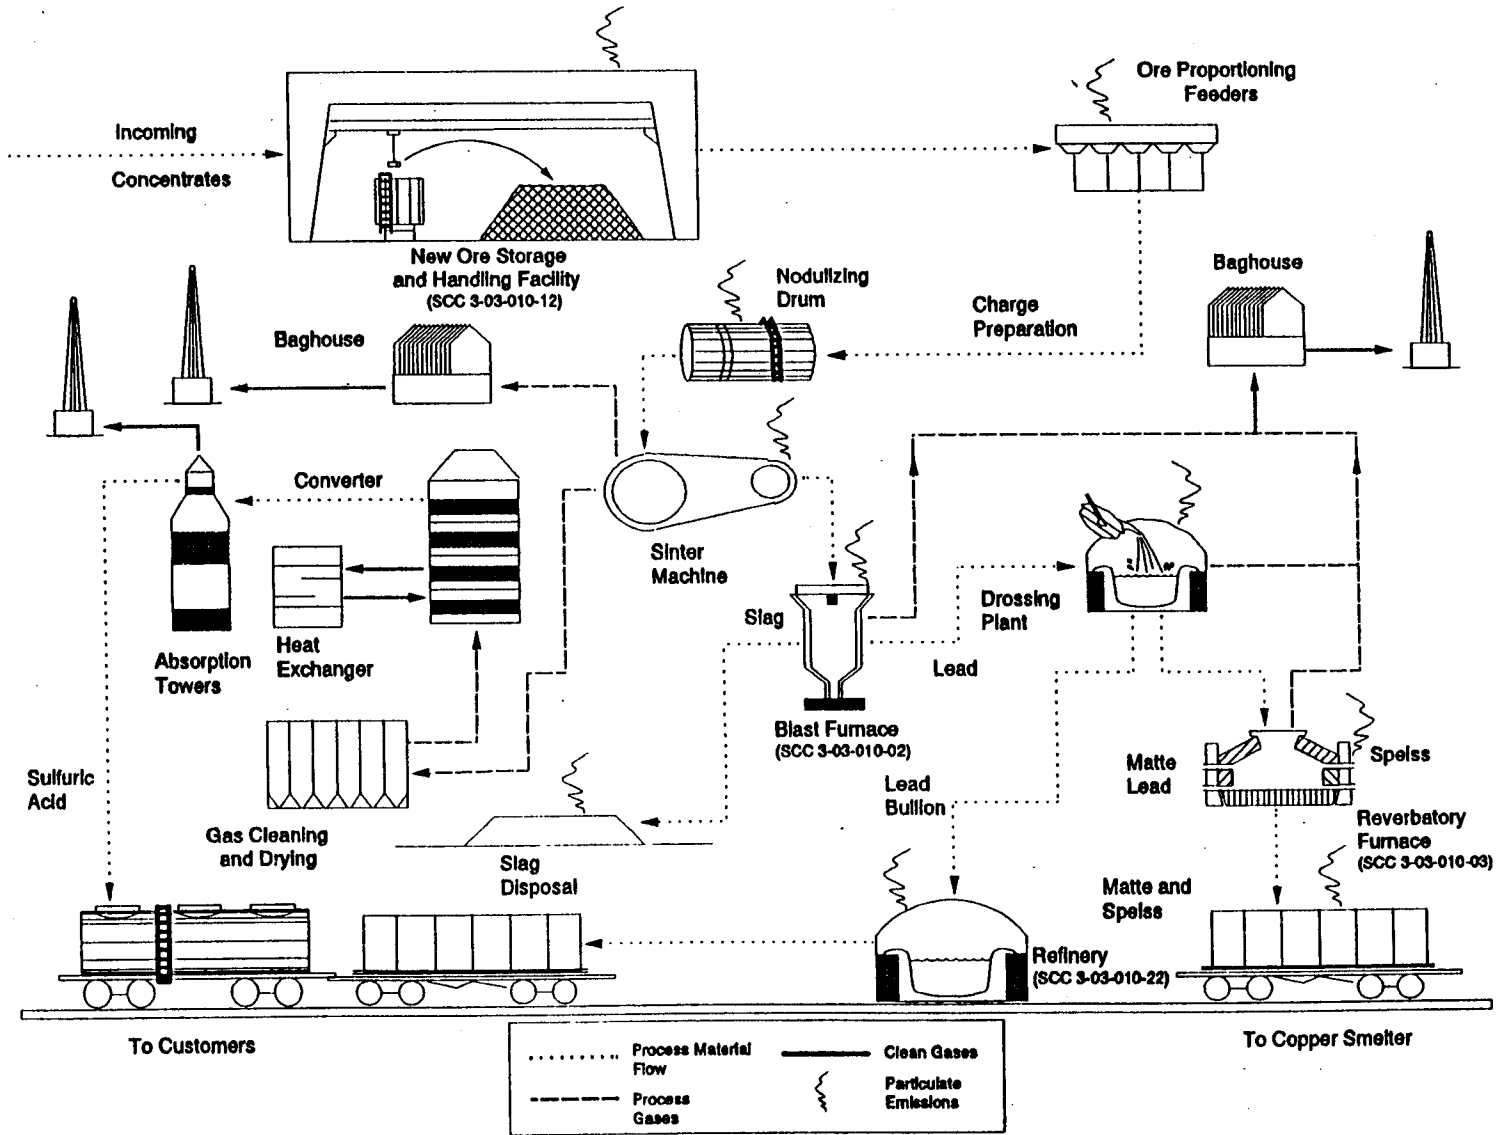 Ore Proportioning
Feeders
Incoming
Concentrates
New Ore Storage
and Handling Facility
(SCC 3-03-010-12)
Nodulizing
Drum
Charge
Preparation
Baghouse
Baghouse
Converter
Sinter
Machine
Heat
Exchanger
Absorption
Towers
Slag
Drossing
Plant
Lead
Blast Furnace
(SCC 3-03-010-02)
Sulfuric
Acid
Gas Cleaning
and Drying
Slag
Disposal
Lead
Bullion
Matte
Lead
Speiss
Reverbatory
Furnace
(SCC 3-03-010-03)
Matte and
Speiss
Refinery
(SCC 3-03-010-22)
To Customers
To Copper Smelter
Process Material
Flow
Clean Gases
Process
Gases
Particulate
Emissions